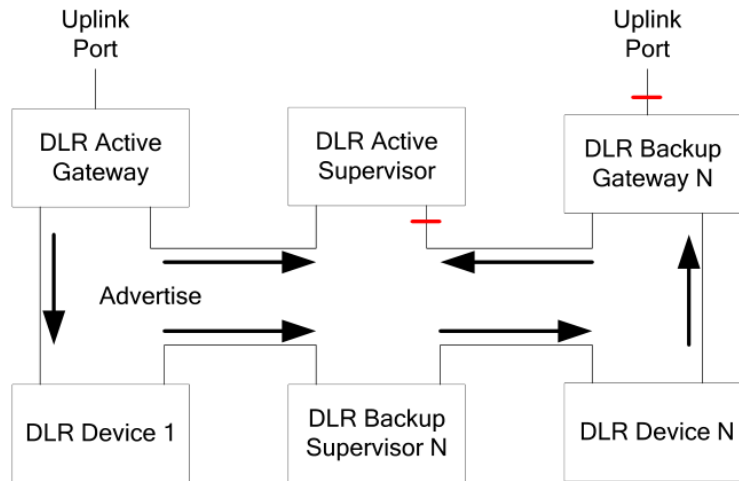 Uplink
Port
Uplink
Port
DLR Active
Gateway
DLR Active
Supervisor
DLR Backup
Gateway N
Advertise
DLR Device 1
DLR Backup
Supervisor N
DLR Device N